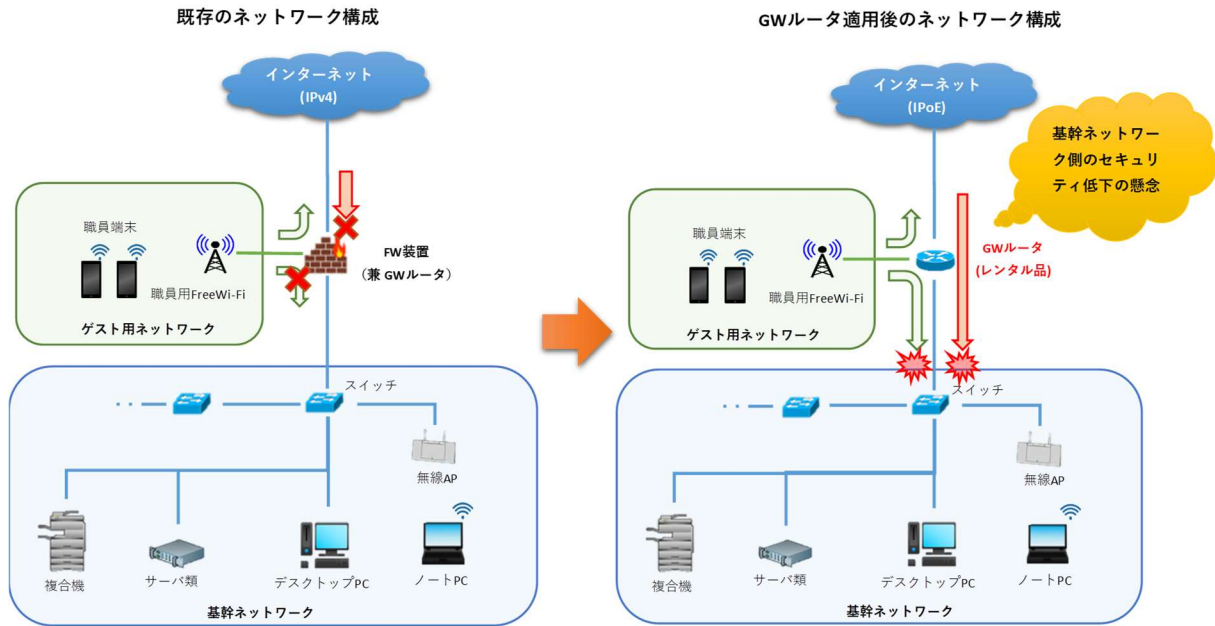 既存のネットワーク構成
インターネット
(IPv4)
職員端末
職員用FreeWi-Fi
ゲスト用ネットワーク
FW装置
（兼 GWルータ）
スイッチ
無線AP
複合機
サーバ類
デスクトップPC
ノートPC
基幹ネットワーク
GWルータ適用後のネットワーク構成
インターネット
(IPoE)
基幹ネットワー
ク側のセキュリ
ティ低下の懸念
職員端末
職員用FreeWi-Fi
ゲスト用ネットワーク
GWルータ
(レンタル品)
スイッチ
無線AP
複合機
サーバ類
デスクトップPC
ノートPC
基幹ネットワーク